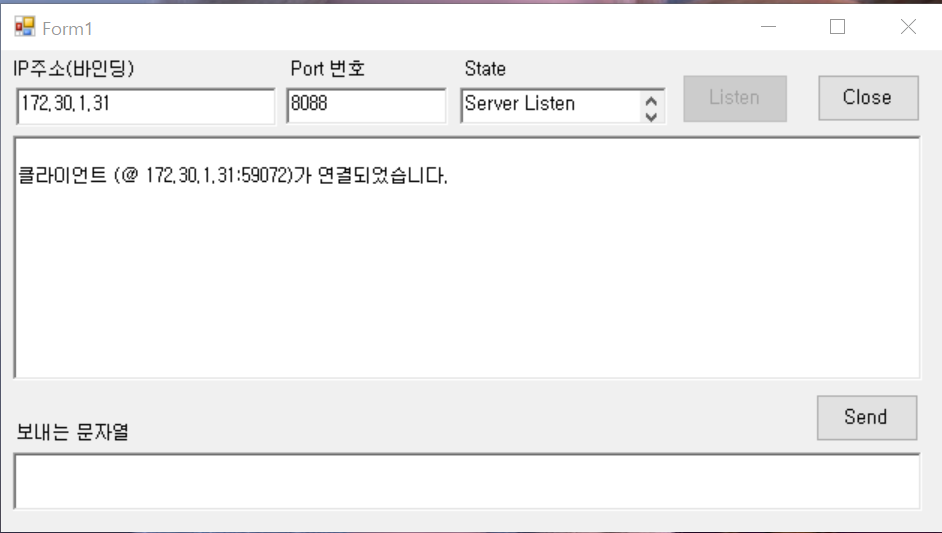 Form1
IP주소(바인딩) Port 번호 State
172.30.1.31 8088 Server Listen Listen Close
클라이언트 (@ 172.30.1.31:59072)가 연결되었습니다.
Send
보내는 문자열